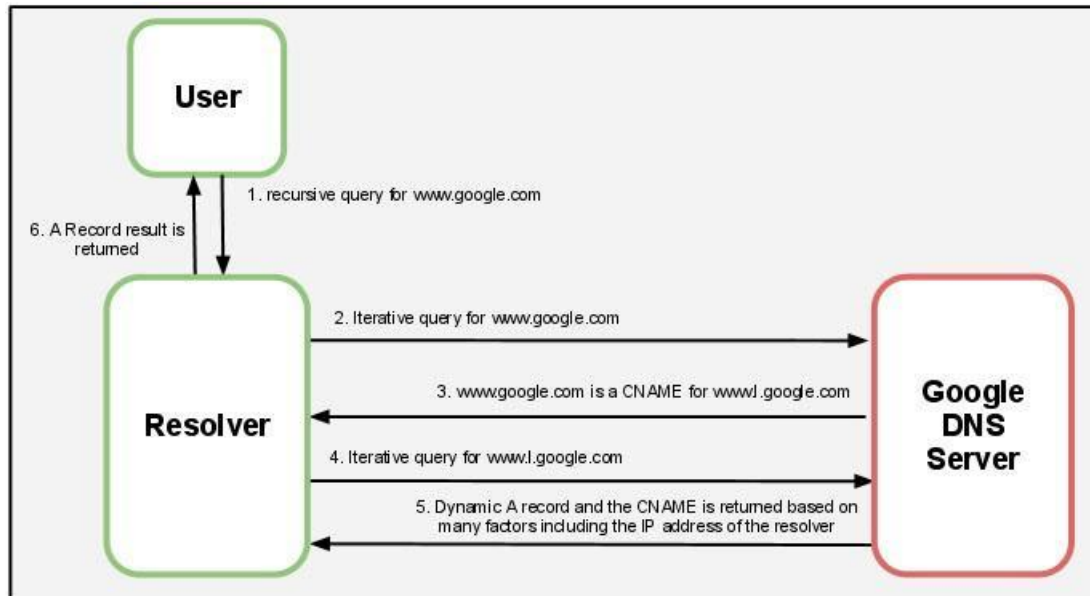 User
1. recursive query for www.google.com
6. A Record result is
returned
2. Iterative query for www.google.com
3. www.google.com is a CNAME for www.l.google.com
Resolver
Google
DNS
Server
4. Iterative query for www.l.google.com
5. Dynamic A record and the CNAME is returned based on
many factors including the IP address of the resolver